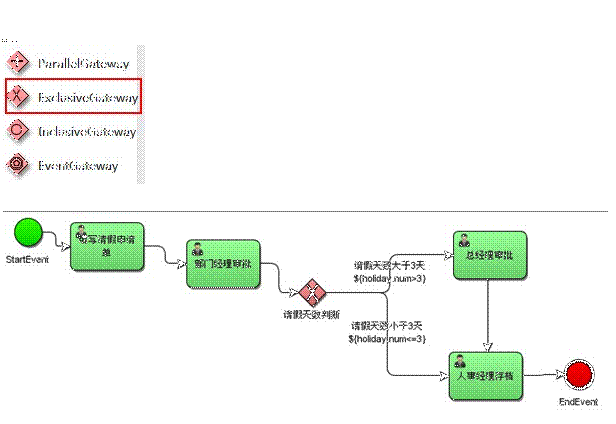 ParallelGateway
ExclusiveGateway
InclusiveGateway
EventGateway
StartEvent
填写请假申请
单
部门经理审批
请假天数判断
请假天数大于3天
${holiday.num>3}
请假天数小于3天
${holiday.num<=3}
总经理审批
人事经理存档
EndEvent